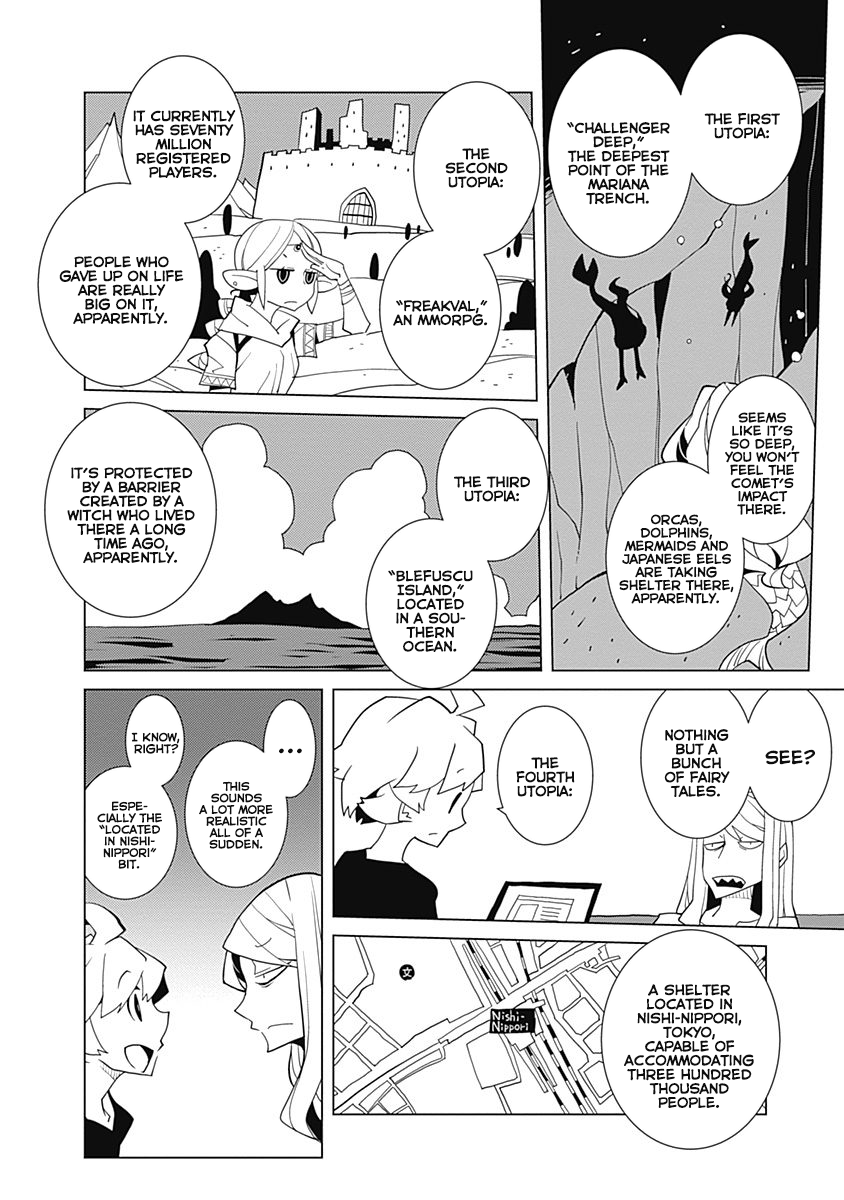 THE FIRST
UTOPIA:
"CHALLENGER
DEEP,"
THE DEEPEST
POINT OF THE
MARIANA
TRENCH.
SEEMS
LIKE IT'S
SO DEEP,
YOU WON'T
FEEL THE
COMET'S
IMPACT
THERE.
ORCAS,
DOLPHINS,
MERMAIDS AND
JAPANESE EELS
ARE TAKING
SHELTER THERE,
APPARENTLY.
THE
SECOND
UTOPIA:
"FREAKVAL,"
AN MMORPG.
IT CURRENTLY
HAS SEVENTY
MILLION
REGISTERED
PLAYERS.
PEOPLE WHO
GAVE UP ON LIFE
ARE REALLY
BIG ON IT,
APPARENTLY.
THE THIRD
UTOPIA:
"BLEFUSCU
ISLAND,"
LOCATED
IN A SOU-
THERN
OCEAN.
IT'S PROTECTED
BY A BARRIER
CREATED BY A
WITCH WHO LIVED
THERE A LONG
TIME AGO,
APPARENTLY.
SEE?
NOTHING
BUT A
BUNCH
OF FAIRY
TALES.
THE
FOURTH
UTOPIA:
A SHELTER
LOCATED IN
NISHI-NIPPORI,
TOKYO,
CAPABLE OF
ACCOMMODATING
THREE HUNDRED
THOUSAND
PEOPLE.
文
Nishi-
Nippori
...
THIS
SOUNDS
A LOT MORE
REALISTIC
ALL OF A
SUDDEN.
I KNOW,
RIGHT?
ESPE-
CIALLY THE
"LOCATED
IN NISHI-
NIPPORI"
BIT.